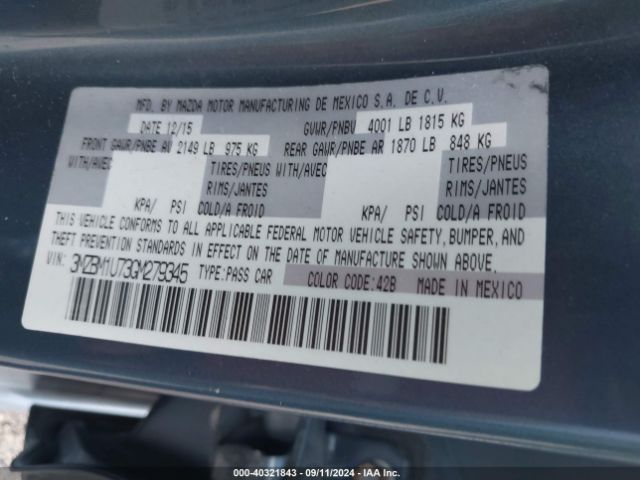 MFD. BY MAZDA MOTOR MANUFACTURING DE MEXICO S.A. DE C.V.
DATE 12/15 GVWR/PNBV 4001 LB 1815 KG
FRONT GAWR/PNBE AV 2149 LB 975 KG REAR GAWR/PNBE AR 1870 LB 848 KG
WITH/AVEC TIRES/PNEUS WITH/AVEC TIRES/PNEUS
RIMS/JANTES RIMS/JANTES
KPA/ PSI COLD/A FROID KPA/ PSI COLD/A FROID
THIS VEHICLE CONFORMS TO ALL APPLICABLE FEDERAL MOTOR VEHICLE SAFETY, BUMPER, AND
THEFT PREVENTION STANDARDS IN EFFECT ON THE DATE OF MANUFACTURE SHOWN ABOVE.
VIN: 3MZBM1U73GM279345 TYPE:PASS CAR COLOR CODE:42B MADE IN MEXICO
000-40321843 - 09/11/2024 - IAA Inc.